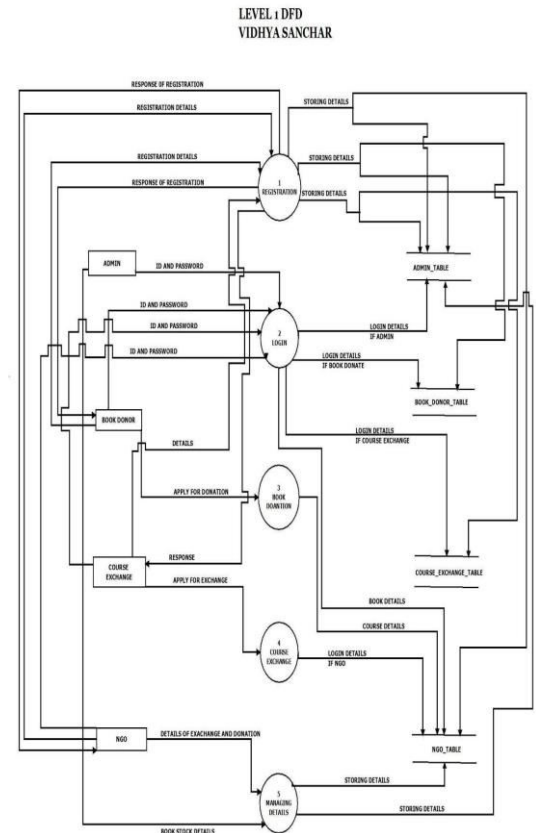 LEVEL 1 DFD
VIDHYA SANCHAR
RESPONSE OF REGISTRATION
REGISTRATION DETAILS
STORING DETAILS
REGISTRATION DETAILS
STORING DETAILS
RESPONSE OF REGISTRATION
STORING DETAILS
1
REGISTRATION
ADMIN
ID AND PASSWORD
ADMIN_TABLE
ID AND PASSWORD
ID AND PASSWORD
ID AND PASSWORD
2
LOGIN
LOGIN DETAILS
IF ADMIN
LOGIN DETAILS
IF BOOK DONATE
BOOK_DONOR_TABLE
BOOK DONOR
DETAILS
LOGIN DETAILS
IF COURSE EXCHANGE
APPLY FOR DONATION
3
BOOK
DOANTION
RESPONSE
COURSE
EXCHANGE
APPLY FOR EXCHANGE
COURSE_EXCHANGE_TABLE
BOOK DETAILS
COURSE DETAILS
4
COURSE
EXCHANGE
LOGIN DETAILS
IF NGO
NGO
DETAILS OF EXACHANGE AND DONATION
NGO_TABLE
STORING DETAILS
5
MANAGING
DETAILS
STORING DETAILS
BOOK STOCK DETAILS